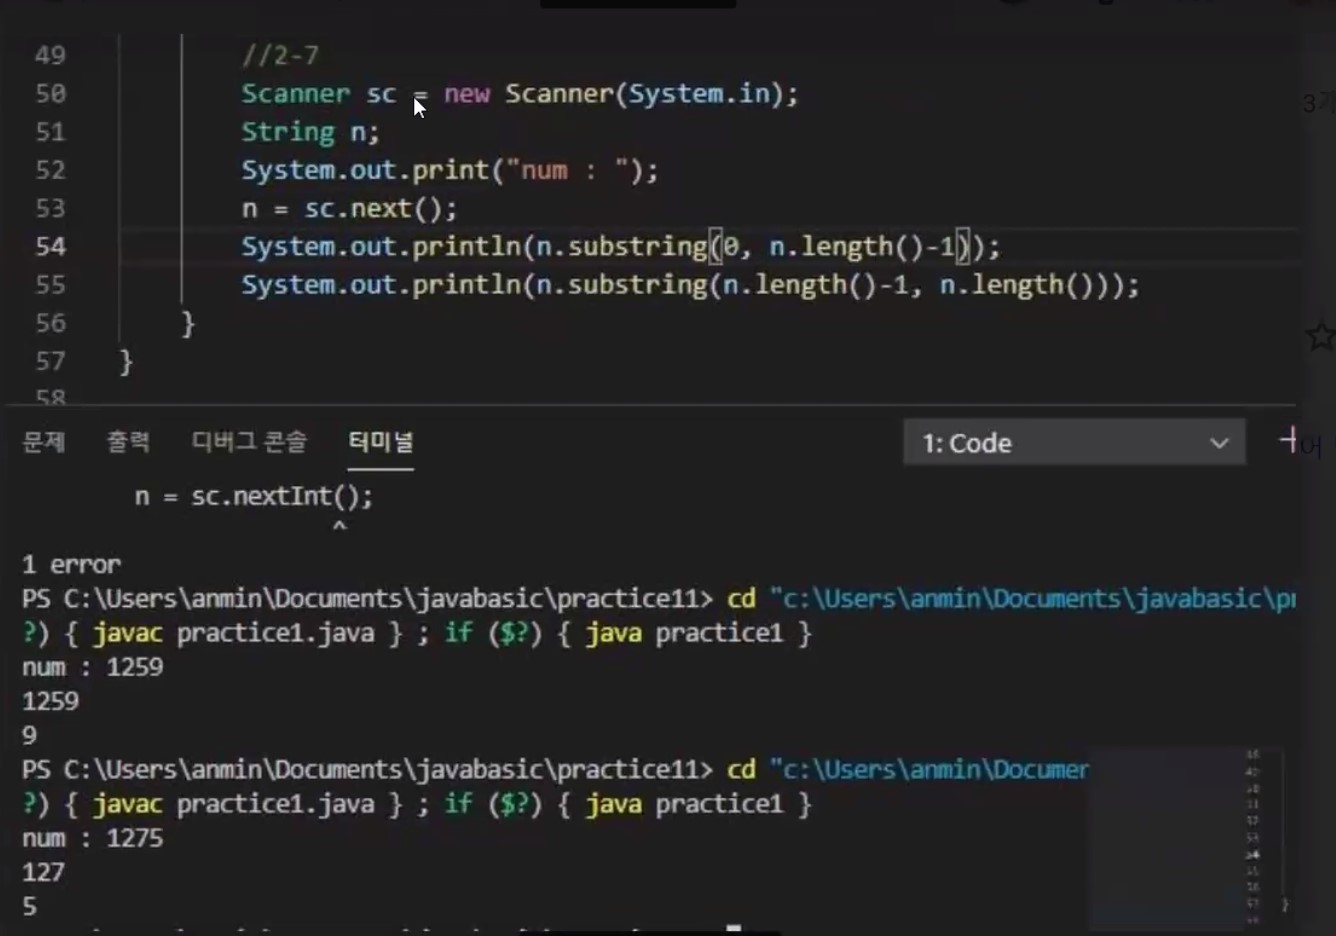 49 //2-7
50 Scanner sc = new Scanner(System.in);
51 String n;
52 System.out.print("num : ");
53 n = sc.next();
54 System.out.println(n.substring(0, n.length()-1));
55 System.out.println(n.substring(n.length()-1, n.length()));
56 }
57 }
58
문제 출력 디버그 콘솔 터미널 1: Code
n = sc.nextInt();
^
1 error
PS C:\Users\anmin\Documents\javabasic\practice11> cd "c:\Users\anmin\Documents\javabasic\pr
?) { javac practice1.java } ; if ($?) { java practice1 }
num : 1259
1259
9
PS C:\Users\anmin\Documents\javabasic\practice11> cd "c:\Users\anmin\Documer
?) { javac practice1.java } ; if ($?) { java practice1 }
num : 1275
127
5